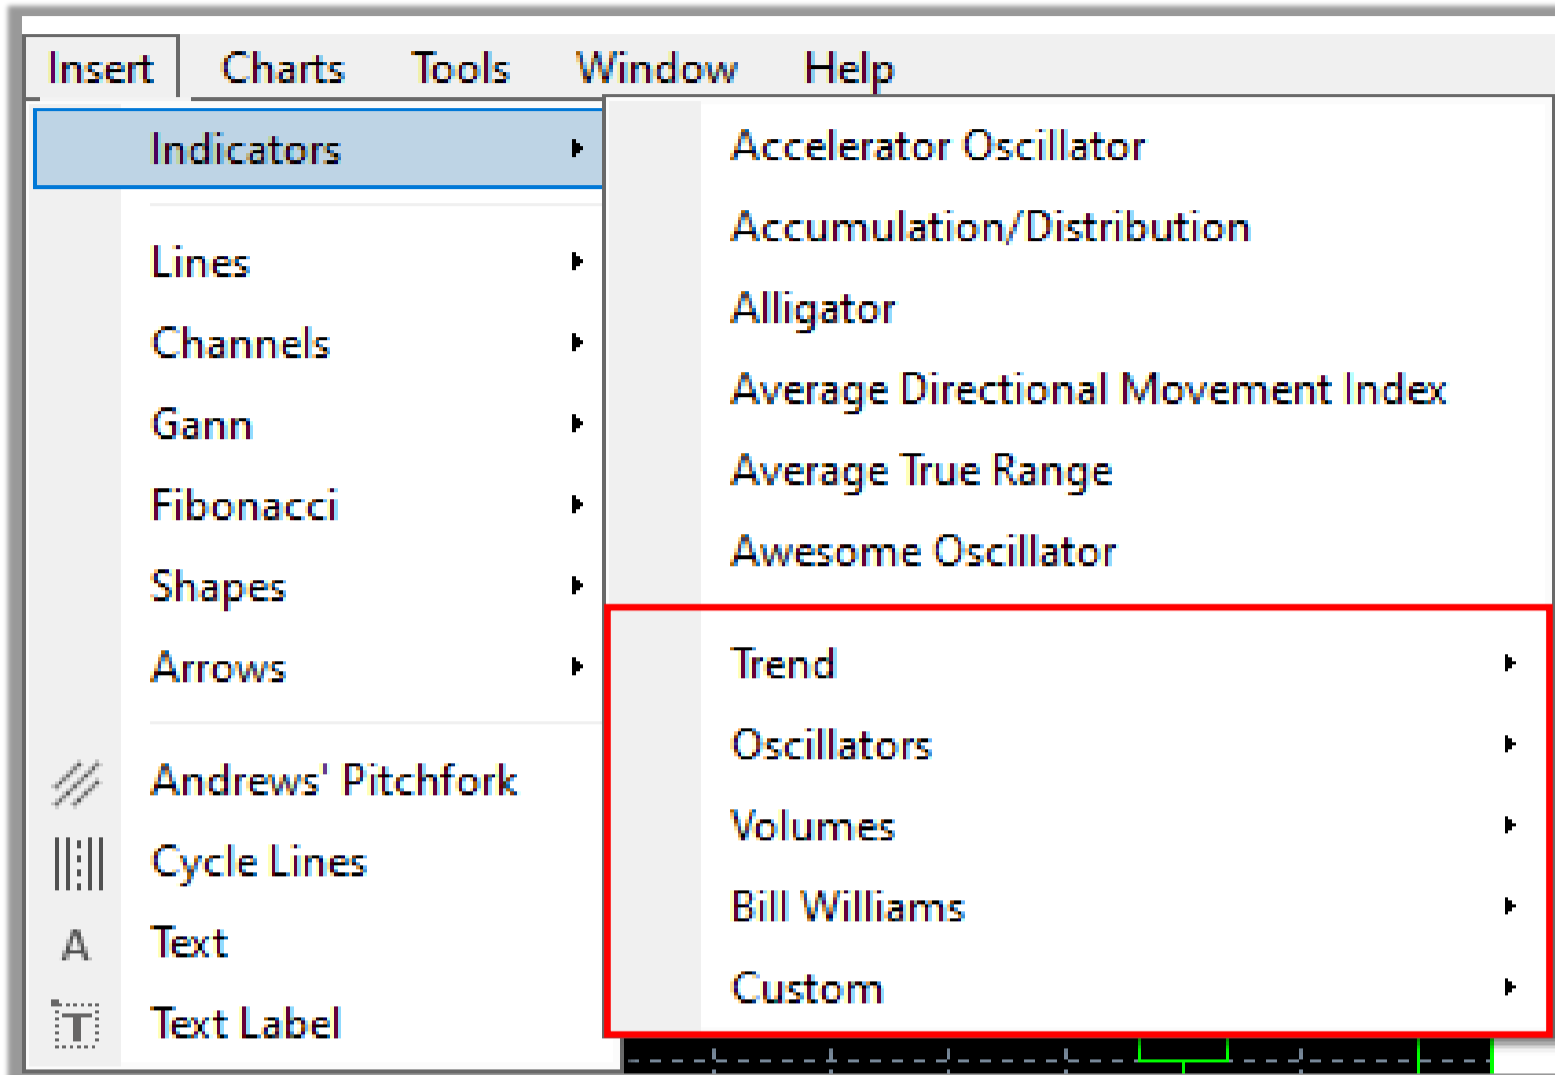 Insert Charts Tools Window Help
Indicators
Lines
Channels
Gann
Fibonacci
Shapes
Arrows
Andrews' Pitchfork
Cycle Lines
A Text
T Text Label
Accelerator Oscillator
Accumulation/Distribution
Alligator
Average Directional Movement Index
Average True Range
Awesome Oscillator
Trend
Oscillators
Volumes
Bill Williams
Custom